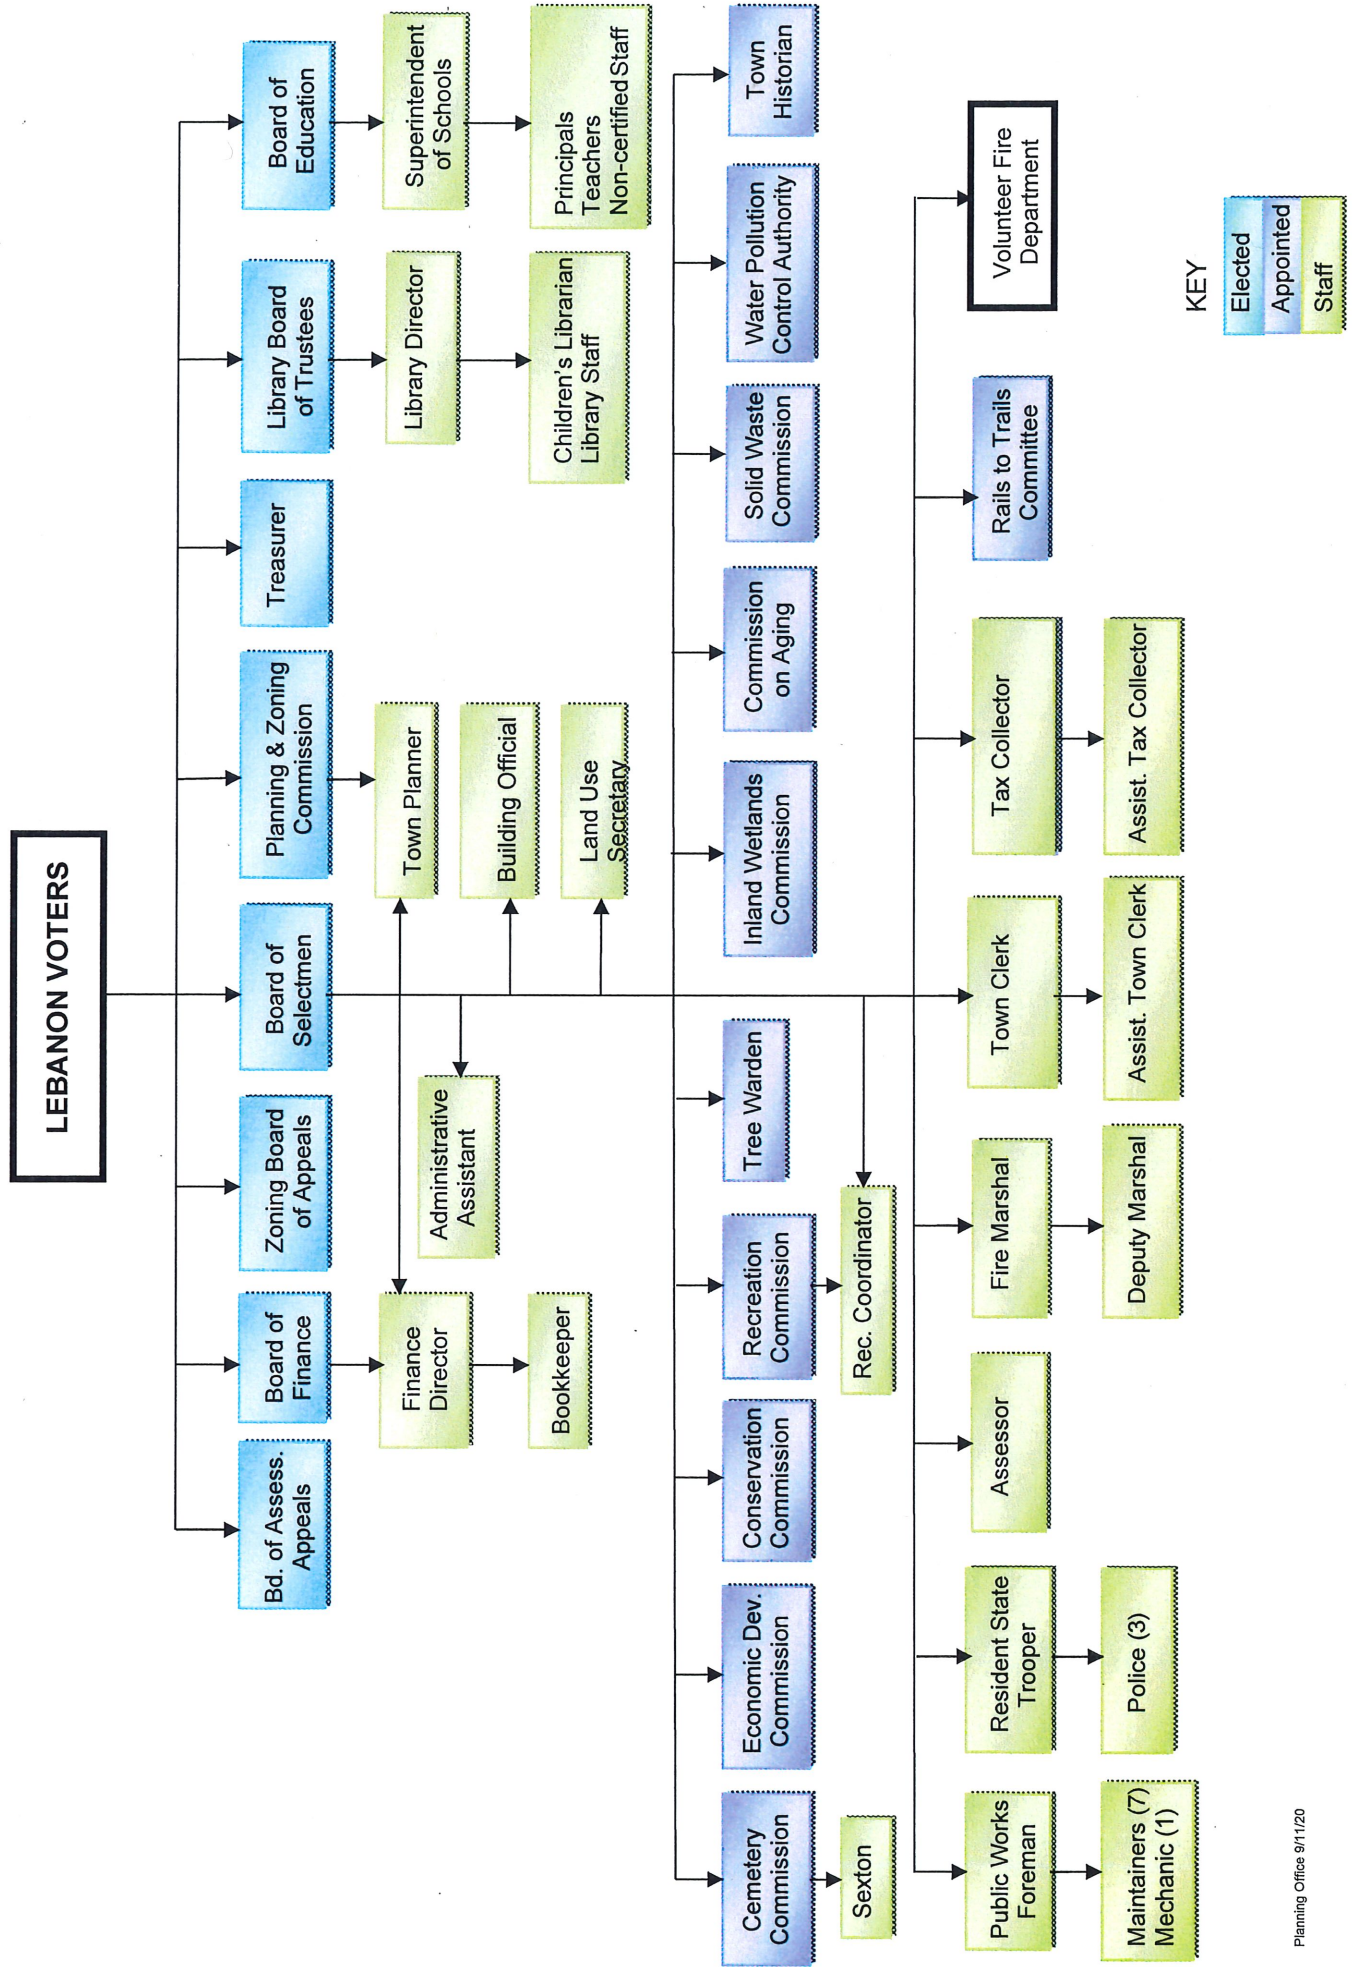 LEBANON VOTERS
Bd. of Assess.
Appeals
Board of
Finance
Zoning Board
of Appeals
Board of
Selectmen
Planning & Zoning
Commission
Treasurer
Library Board
of Trustees
Board of
Education
Finance
Director
Bookkeeper
Administrative
Assistant
Town Planner
Building Official
Land Use
Secretary
Library Director
Children's Librarian
Library Staff
Superintendent
of Schools
Principals
Teachers
Non-certified Staff
Cemetery
Commission
Sexton
Economic Dev.
Commission
Conservation
Commission
Recreation
Commission
Rec. Coordinator
Tree Warden
Inland Wetlands
Commission
Commission
on Aging
Solid Waste
Commission
Water Pollution
Control Authority
Town
Historian
Public Works
Foreman
Maintainers (7)
Mechanic (1)
Resident State
Trooper
Police (3)
Assessor
Fire Marshal
Deputy Marshal
Town Clerk
Assist. Town Clerk
Tax Collector
Assist. Tax Collector
Rails to Trails
Committee
Volunteer Fire
Department
KEY
Elected
Appointed
Staff
Planning Office 9/11/20